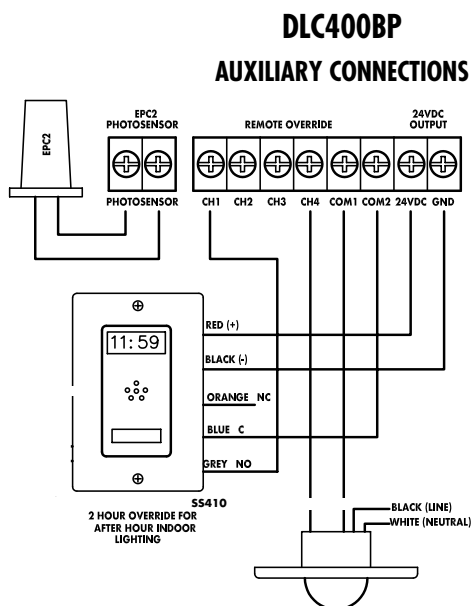 DLC400BP
AUXILIARY CONNECTIONS
EPC2
EPC2
PHOTOSENSOR
REMOTE OVERRIDE
24VDC
OUTPUT
PHOTOSENSOR
CH1 CH2 CH3 CH4 COM1 COM2 24VDC GND
RED (+)
11:59
BLACK (-)
ORANGE NC
BLUE C
GREY NO
SS410
2 HOUR OVERRIDE FOR
AFTER HOUR INDOOR
LIGHTING
BLACK (LINE)
WHITE (NEUTRAL)